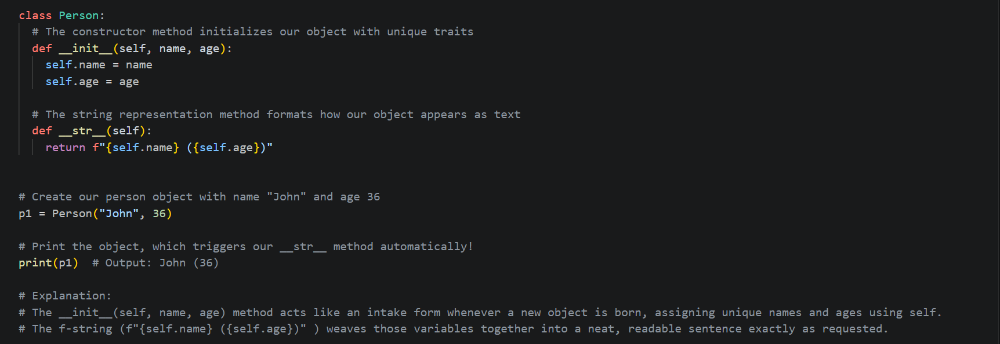 class Person:
  # The constructor method initializes our object with unique traits
  def __init__(self, name, age):
    self.name = name
    self.age = age
  # The string representation method formats how our object appears as text
  def __str__(self):
    return f"{self.name} ({self.age})"
# Create our person object with name "John" and age 36
p1 = Person("John", 36)
# Print the object, which triggers our __str__ method automatically!
print(p1)  # Output: John (36)
# Explanation:
# The __init__(self, name, age) method acts like an intake form whenever a new object is born, assigning unique names and ages using self.
# The f-string (f"{self.name} ({self.age})" ) weaves those variables together into a neat, readable sentence exactly as requested.